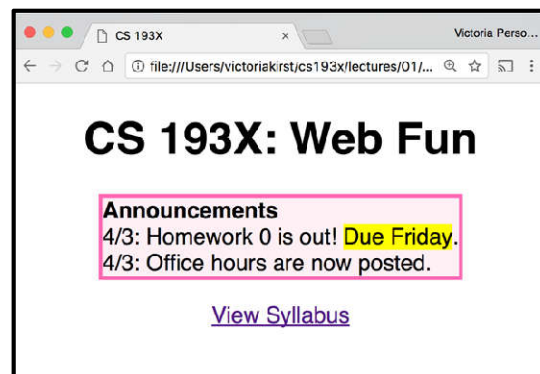 CS 193X
Victoria Perso...
file:///Users/victoriakirst/cs193x/lectures/01/...
CS 193X: Web Fun
Announcements
4/3: Homework 0 is out! Due Friday.
4/3: Office hours are now posted.
View Syllabus